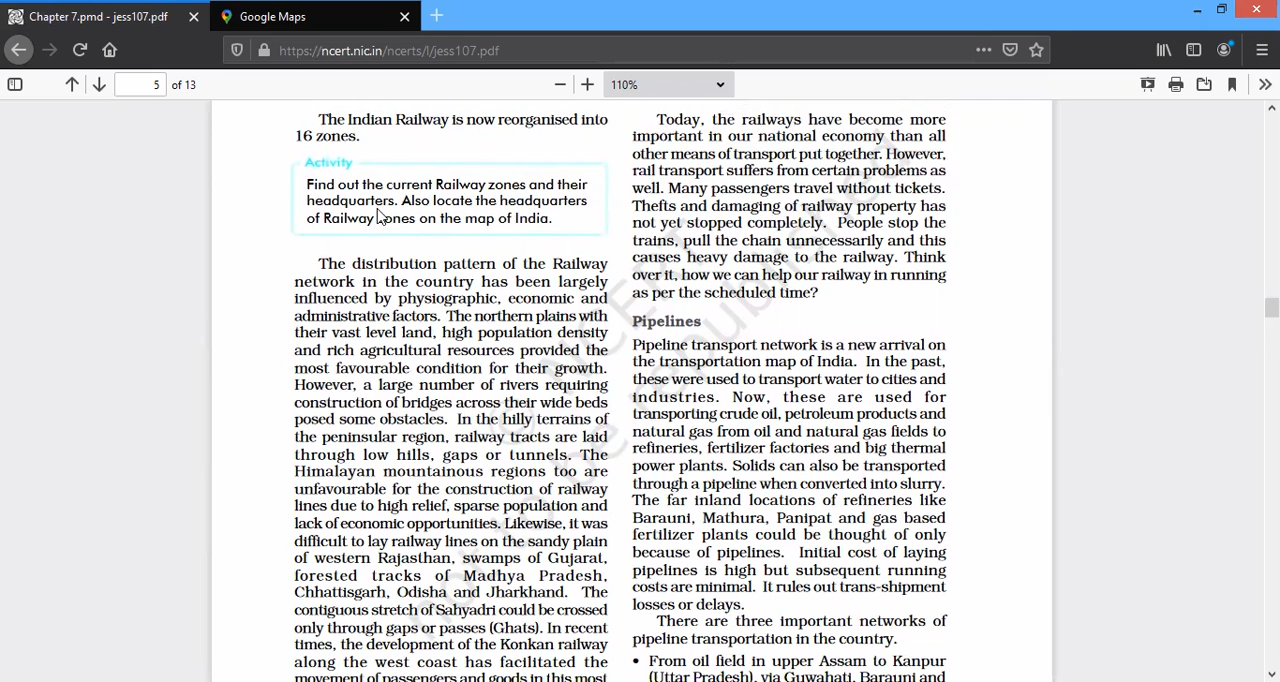 Chapter 7.pmd - jess107.pdf
Google Maps
https://ncert.nic.in/ncerts/l/jess107.pdf
5 of 13
110%
The Indian Railway is now reorganised into
16 zones.
Activity
Find out the current Railway zones and their
headquarters. Also locate the headquarters
of Railway zones on the map of India.
The distribution pattern of the Railway
network in the country has been largely
influenced by physiographic, economic and
administrative factors. The northern plains with
their vast level land, high population density
and rich agricultural resources provided the
most favourable condition for their growth.
However, a large number of rivers requiring
construction of bridges across their wide beds
posed some obstacles. In the hilly terrains of
the peninsular region, railway tracts are laid
through low hills, gaps or tunnels. The
Himalayan mountainous regions too are
unfavourable for the construction of railway
lines due to high relief, sparse population and
lack of economic opportunities. Likewise, it was
difficult to lay railway lines on the sandy plain
of western Rajasthan, swamps of Gujarat,
forested tracks of Madhya Pradesh,
Chhattisgarh, Odisha and Jharkhand. The
contiguous stretch of Sahyadri could be crossed
only through gaps or passes (Ghats). In recent
times, the development of the Konkan railway
along the west coast has facilitated the
movement of passengers and goods in this most
Today, the railways have become more
important in our national economy than all
other means of transport put together. However,
rail transport suffers from certain problems as
well. Many passengers travel without tickets.
Thefts and damaging of railway property has
not yet stopped completely. People stop the
trains, pull the chain unnecessarily and this
causes heavy damage to the railway. Think
over it, how we can help our railway in running
as per the scheduled time?
Pipelines
Pipeline transport network is a new arrival on
the transportation map of India. In the past,
these were used to transport water to cities and
industries. Now, these are used for
transporting crude oil, petroleum products and
natural gas from oil and natural gas fields to
refineries, fertilizer factories and big thermal
power plants. Solids can also be transported
through a pipeline when converted into slurry.
The far inland locations of refineries like
Barauni, Mathura, Panipat and gas based
fertilizer plants could be thought of only
because of pipelines. Initial cost of laying
pipelines is high but subsequent running
costs are minimal. It rules out trans-shipment
losses or delays.
There are three important networks of
pipeline transportation in the country.
• From oil field in upper Assam to Kanpur
(Uttar Pradesh), via Guwahati, Barauni and
© NCERT
not to be republished